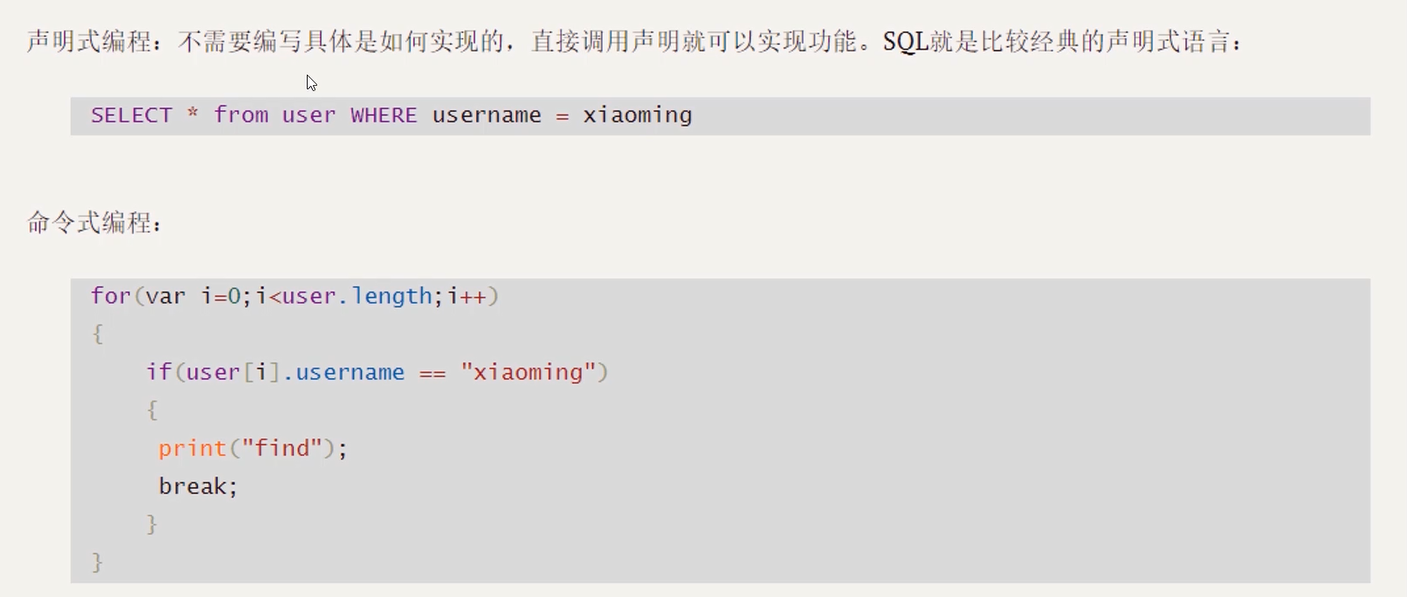 声明式编程：不需要编写具体是如何实现的，直接调用声明就可以实现功能。SQL就是比较经典的声明式语言：
SELECT * from user WHERE username = xiaoming
命令式编程：
for(var i=0;i<user.length;i++)
{
    if(user[i].username == "xiaoming")
    {
     print("find");
     break;
    }
}